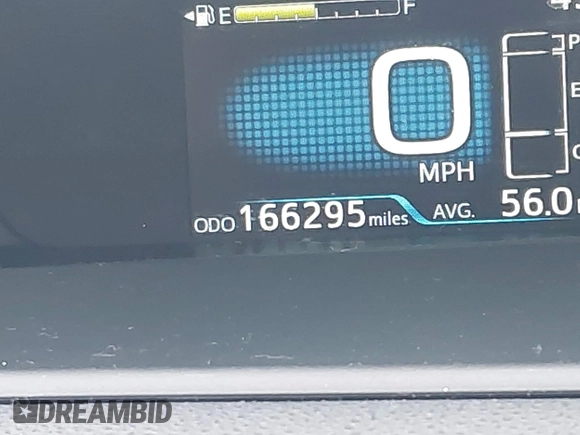 E F
0
MPH
ODO 166295 miles AVG. 56.0
DREAMBID